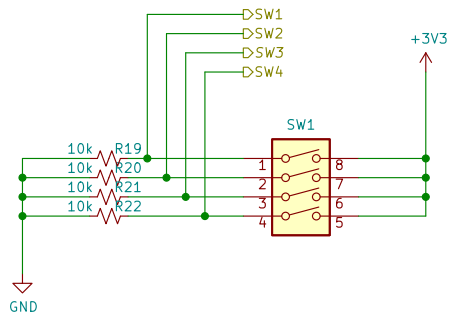 SW1
SW2
SW3
SW4
+3V3
SW1
10k R19
10k R20
10k R21
10k R22
1 8
2 7
3 6
4 5
GND